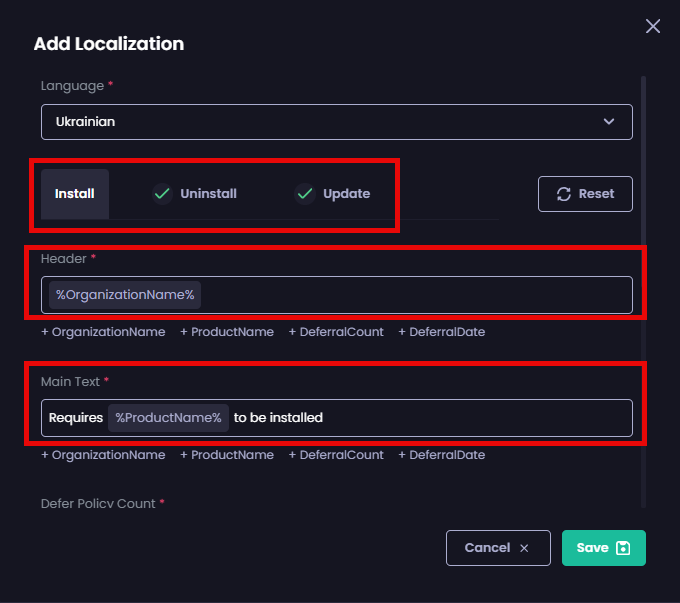 Add Localization
Language *
Ukrainian
Install Uninstall Update Reset
Header *
%OrganizationName%
+ OrganizationName + ProductName + DeferralCount + DeferralDate
Main Text *
Requires %ProductName% to be installed
+ OrganizationName + ProductName + DeferralCount + DeferralDate
Defer Policy Count *
Cancel × Save